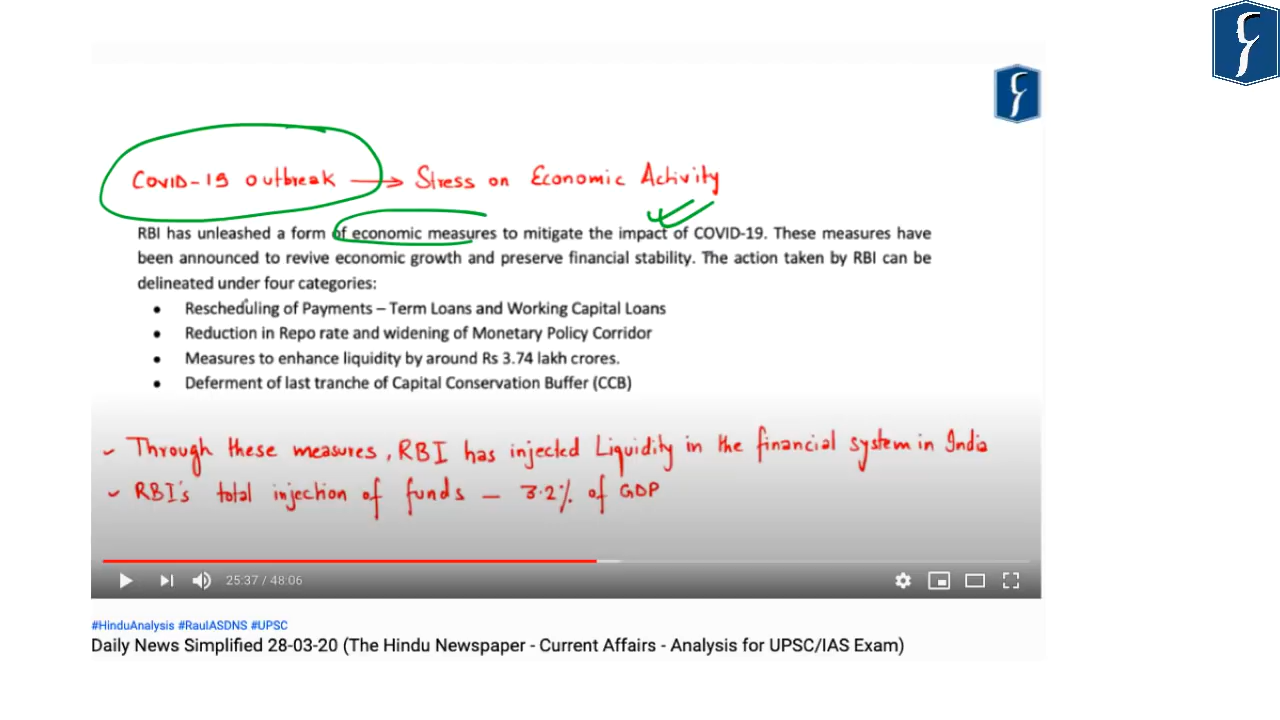 COVID-19 Outbreak → Stress on Economic Activity
RBI has unleashed a form of economic measures to mitigate the impact of COVID-19. These measures have
been announced to revive economic growth and preserve financial stability. The action taken by RBI can be
delineated under four categories:
• Rescheduling of Payments – Term Loans and Working Capital Loans
• Reduction in Repo rate and widening of Monetary Policy Corridor
• Measures to enhance liquidity by around Rs 3.74 lakh crores.
• Deferment of last tranche of Capital Conservation Buffer (CCB)
- Through these measures, RBI has injected Liquidity in the financial system in India
- RBI's total injection of funds – 3.2% of GDP
25:37 / 48:06
#HinduAnalysis #RauIASDNS #UPSC
Daily News Simplified 28-03-20 (The Hindu Newspaper - Current Affairs - Analysis for UPSC/IAS Exam)